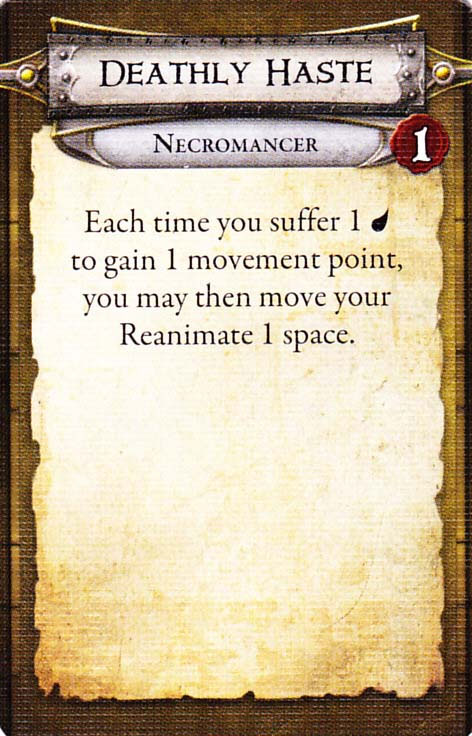 Deathly Haste
Necromancer
1
Each time you suffer 1
to gain 1 movement point,
you may then move your
Reanimate 1 space.